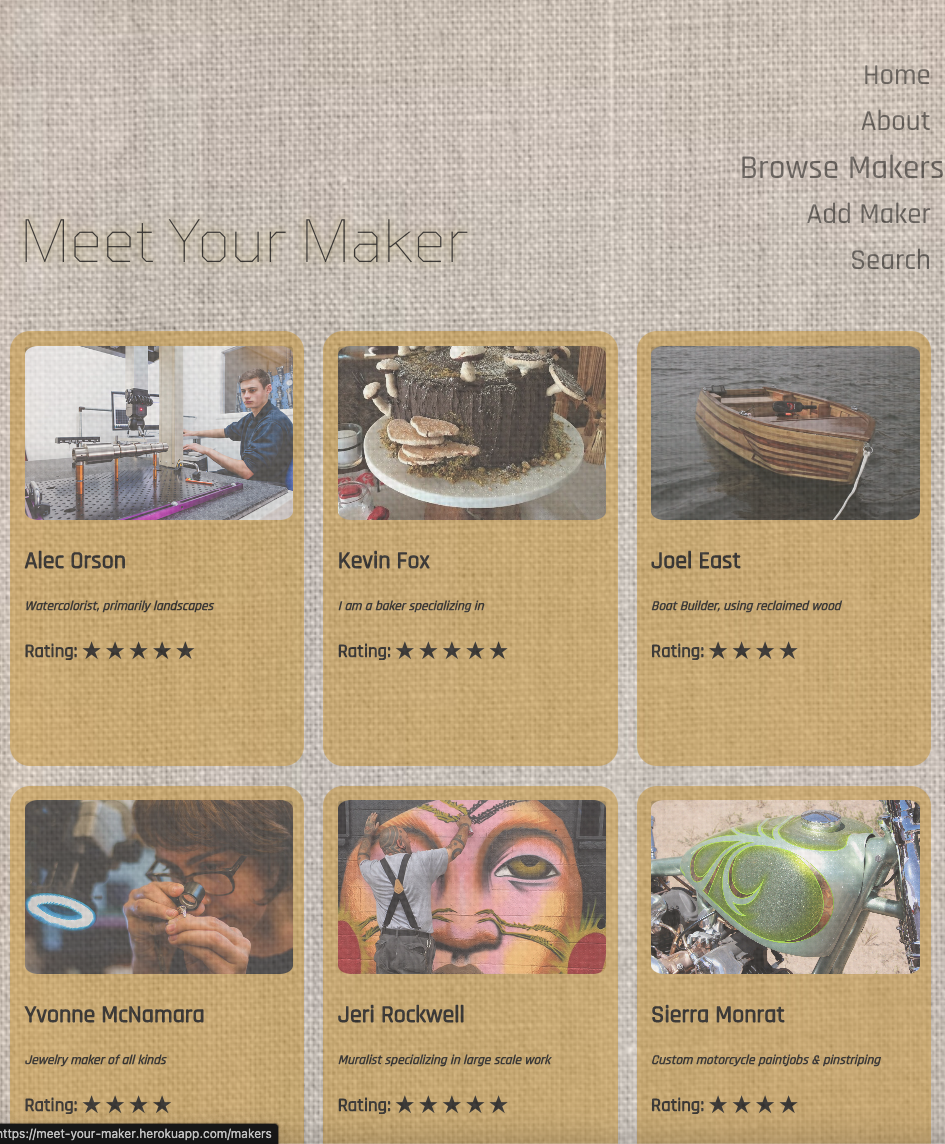 Home
About
Browse Makers
Add Maker
Search
Meet Your Maker
Alec Orson
Watercolorist, primarily landscapes
Rating: ★ ★ ★ ★ ★
Kevin Fox
I am a baker specializing in
Rating: ★ ★ ★ ★ ★
Joel East
Boat Builder, using reclaimed wood
Rating: ★ ★ ★ ★
Yvonne McNamara
Jewelry maker of all kinds
Rating: ★ ★ ★ ★
Jeri Rockwell
Muralist specializing in large scale work
Rating: ★ ★ ★ ★ ★
Sierra Monrat
Custom motorcycle paintjobs & pinstriping
Rating: ★ ★ ★ ★
https://meet-your-maker.herokuapp.com/makers